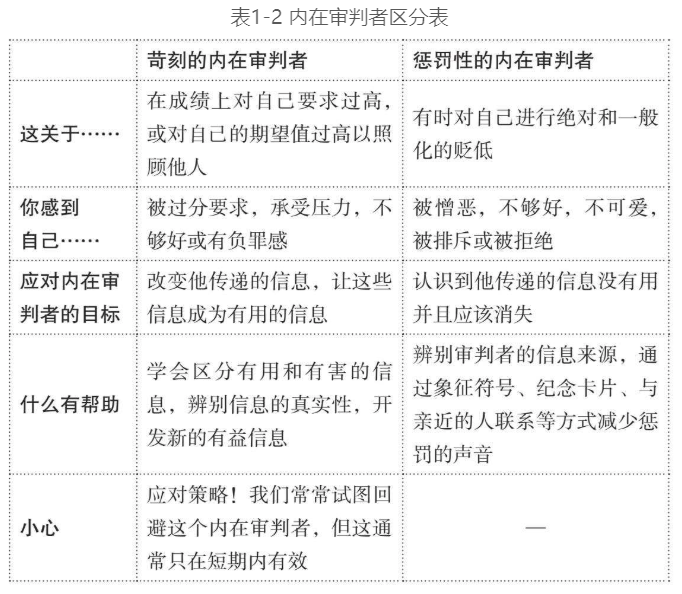 表1-2 内在审判者区分表
苛刻的内在审判者
惩罚性的内在审判者
这关于……
在成绩上对自己要求过高，
或对自己的期望值过高以照
顾他人
有时对自己进行绝对和一般
化的贬低
你感到
自己……
被过分要求，承受压力，不
够好或有负罪感
被憎恶，不够好，不可爱，
被排斥或被拒绝
应对内在审
判者的目标
改变他传递的信息，让这些
信息成为有用的信息
认识到他传递的信息没有用
并且应该消失
什么有帮助
学会区分有用和有害的信
息，辨别信息的真实性，开
发新的有益信息
辨别审判者的信息来源，通
过象征符号、纪念卡片、与
亲近的人联系等方式减少惩
罚的声音
小心
应对策略！我们常常试图回
避这个内在审判者，但这通
常只在短期内有效
—